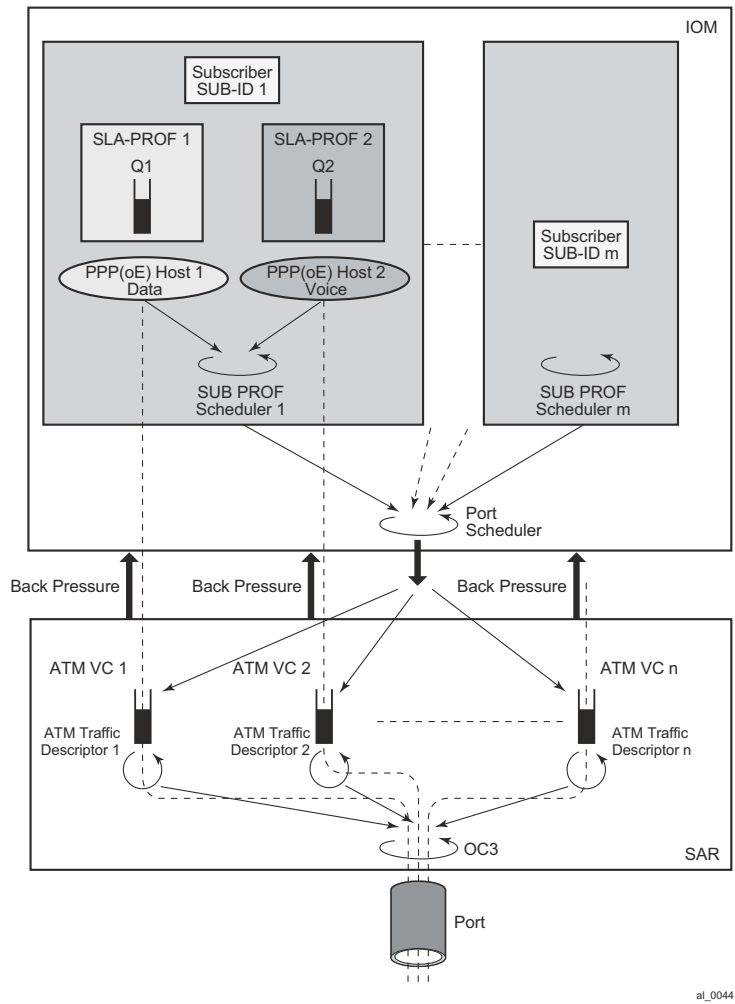 IOM
Subscriber
SUB-ID 1
SLA-PROF 1
Q1
SLA-PROF 2
Q2
Subscriber
SUB-ID m
PPP(oE) Host 1
Data
PPP(oE) Host 2
Voice
SUB PROF
Scheduler 1
SUB PROF
Scheduler m
Port
Scheduler
Back Pressure
Back Pressure
Back Pressure
ATM VC 1
ATM VC 2
ATM VC n
ATM Traffic
Descriptor 1
ATM Traffic
Descriptor 2
ATM Traffic
Descriptor n
OC3
SAR
Port
al_0044